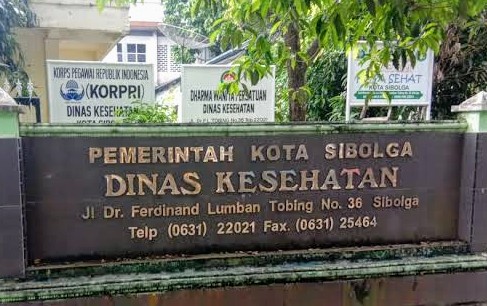 KORPS PEGAWAI REPUBLIK INDONESIA
(KORPRI)
DINAS KESEHATAN
DHARMA WANITA PERSATUAN
DINAS KESEHATAN
SEHAT
KOTA SIBOLGA
PEMERINTAH KOTA SIBOLGA
DINAS KESEHATAN
Jl Dr. Ferdinand Lumban Tobing No. 36 Sibolga
Telp (0631) 22021 Fax. (0631) 25464